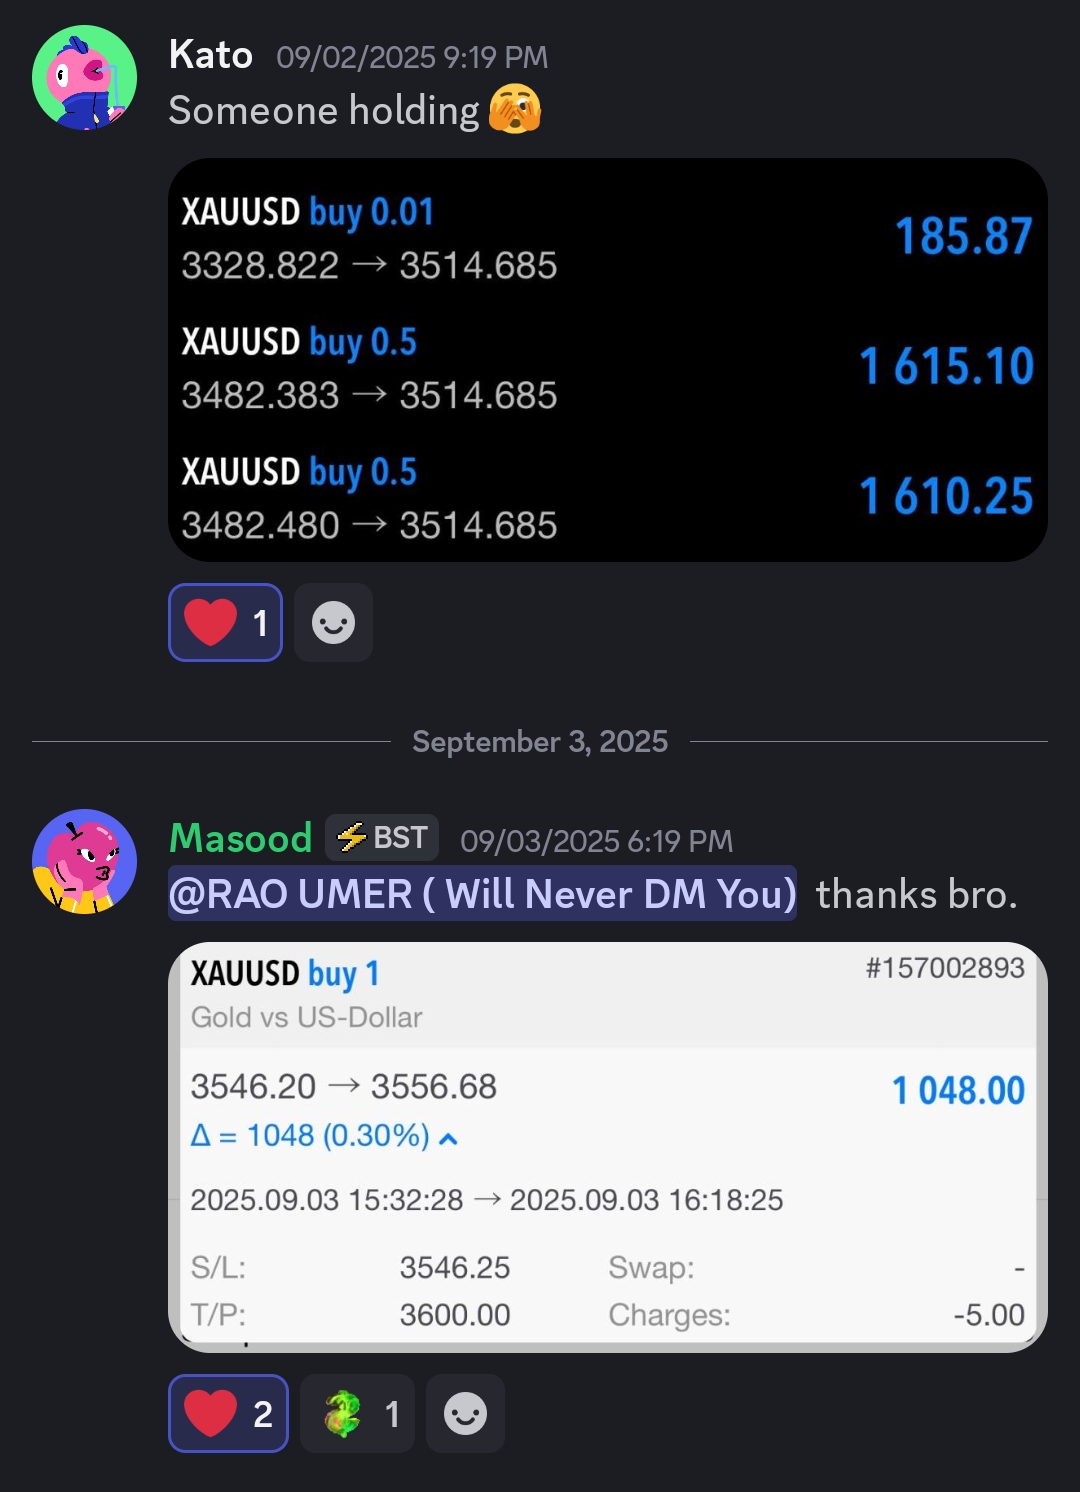 Kato 09/02/2025 9:19 PM
Someone holding 🫣
XAUUSD buy 0.01
185.87
3328.822 → 3514.685
XAUUSD buy 0.5
1 615.10
3482.383 → 3514.685
XAUUSD buy 0.5
1 610.25
3482.480 → 3514.685
❤️ 1
September 3, 2025
Masood ⚡BST 09/03/2025 6:19 PM
@RAO UMER ( Will Never DM You) thanks bro.
XAUUSD buy 1 #157002893
Gold vs US-Dollar
3546.20 → 3556.68 1 048.00
Δ = 1048 (0.30%)
2025.09.03 15:32:28 → 2025.09.03 16:18:25
S/L: 3546.25 Swap: -
T/P: 3600.00 Charges: -5.00
❤️ 2 1